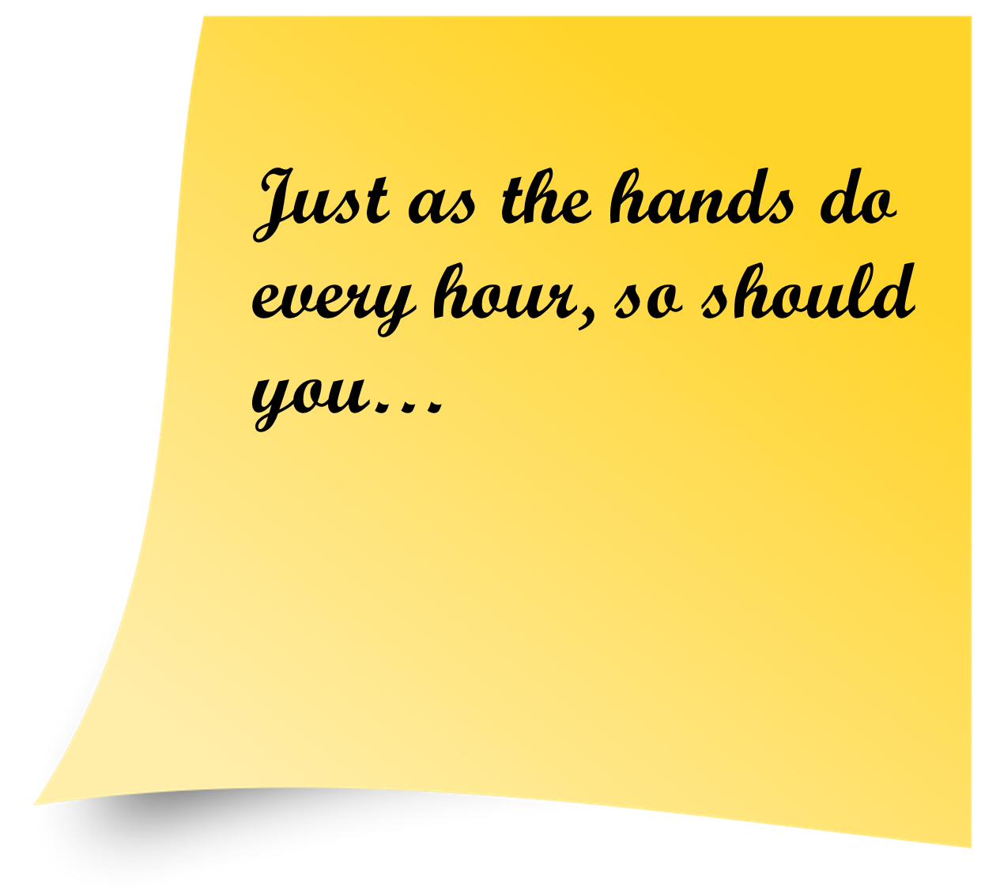 Just as the hands do
every hour, so should
you...